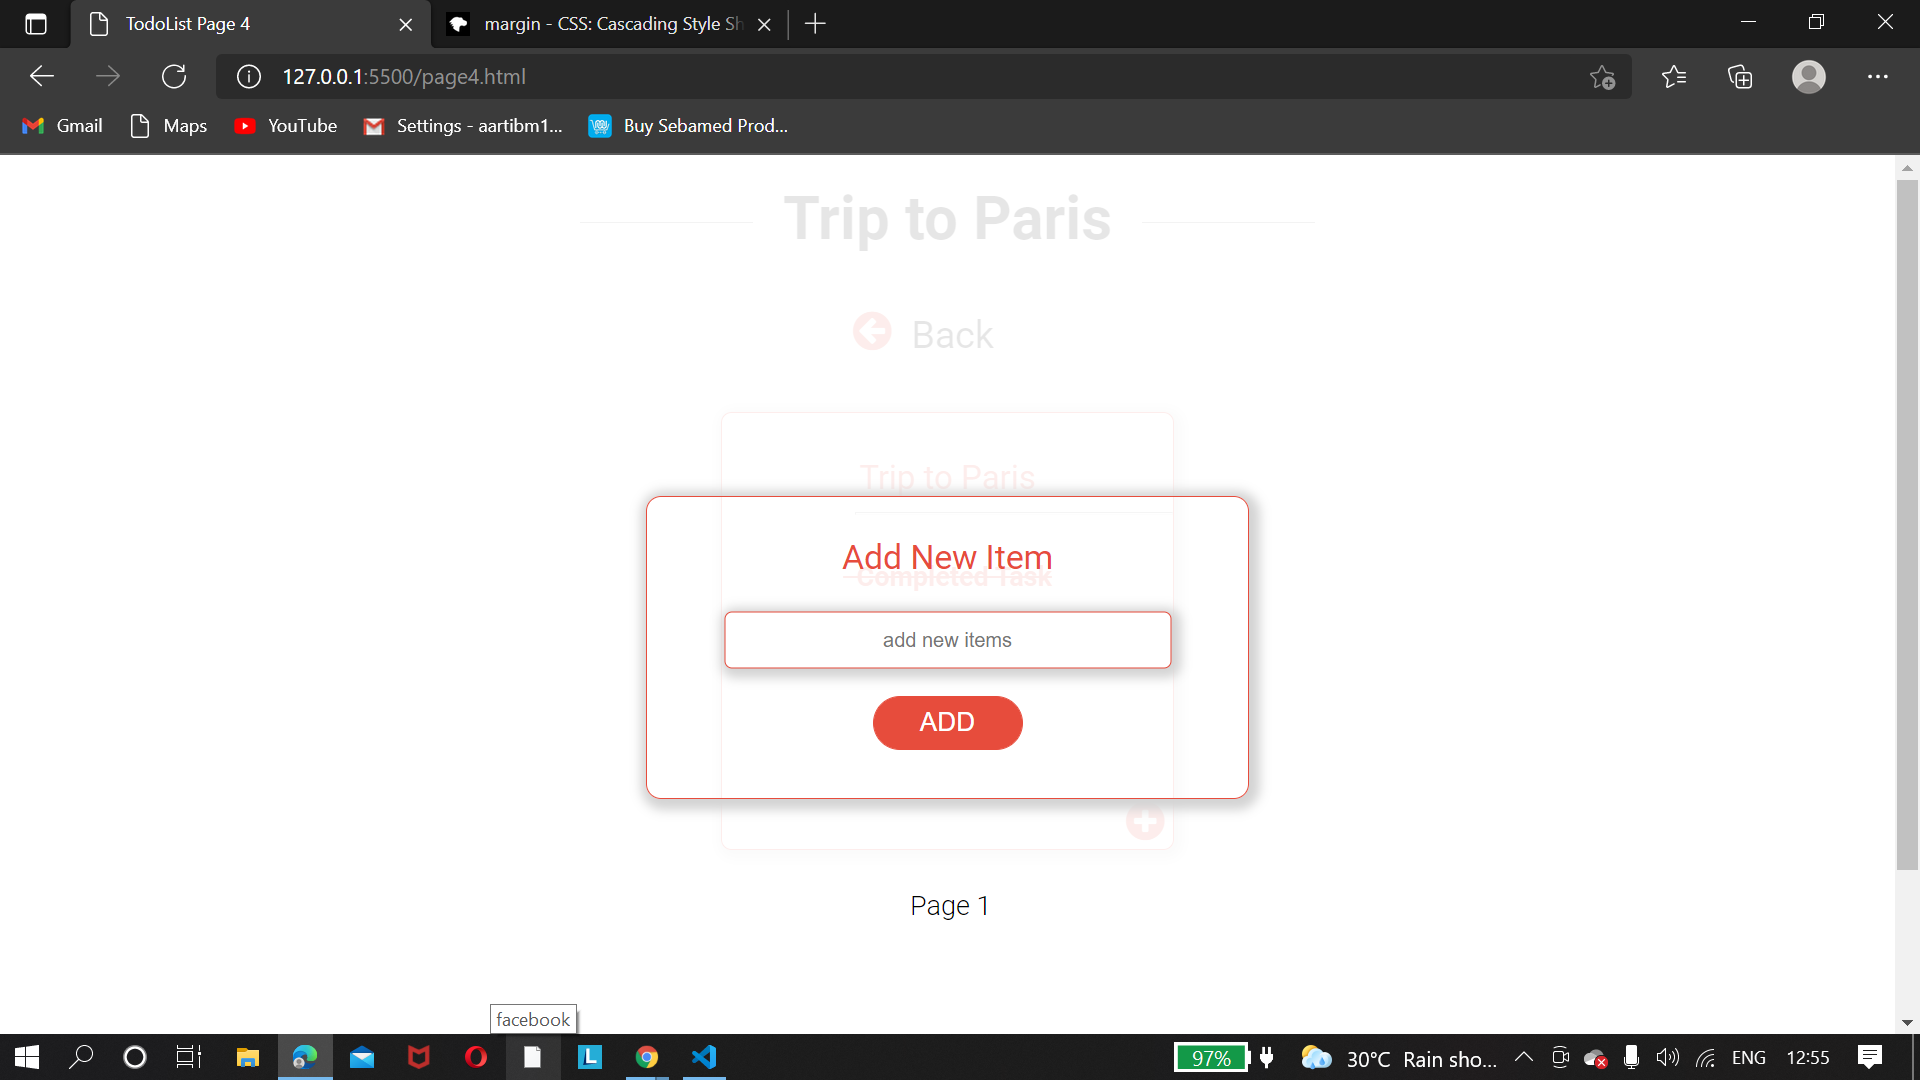 TodoList Page 4
margin - CSS: Cascading Style Sh
127.0.0.1:5500/page4.html
Gmail
Maps
YouTube
Settings - aartibm1...
Buy Sebamed Prod...
Trip to Paris
Back
Trip to Paris
Add New Item
Completed Task
add new items
ADD
Page 1
facebook
97%
30°C Rain sho...
ENG
12:55